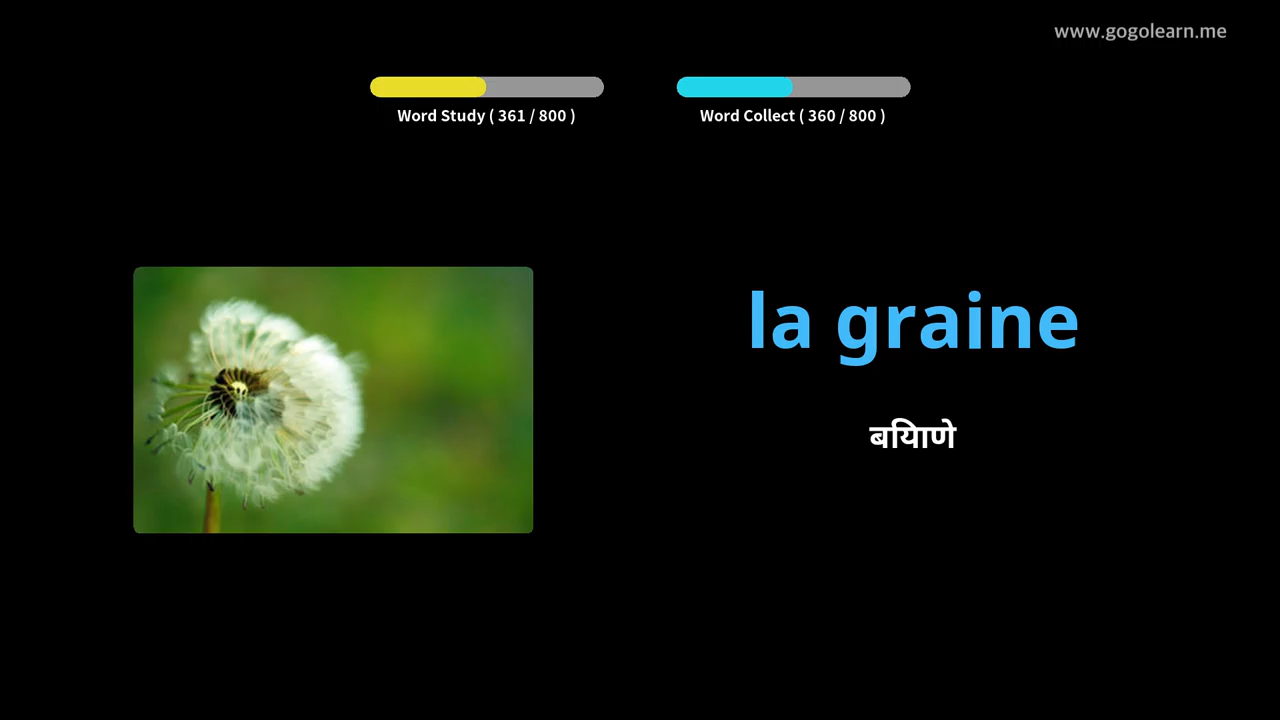 www.gogolearn.me
Word Study ( 361 / 800 )
Word Collect ( 360 / 800 )
la graine
बियाणे